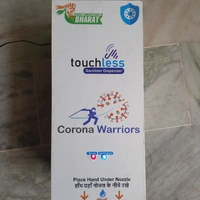 BHARAT
touchless
Sanitizer Dispenser
Corona Warriors
Place Hand Under Nozzle
हाँथ यहाँ नोजल के नीचे रखे